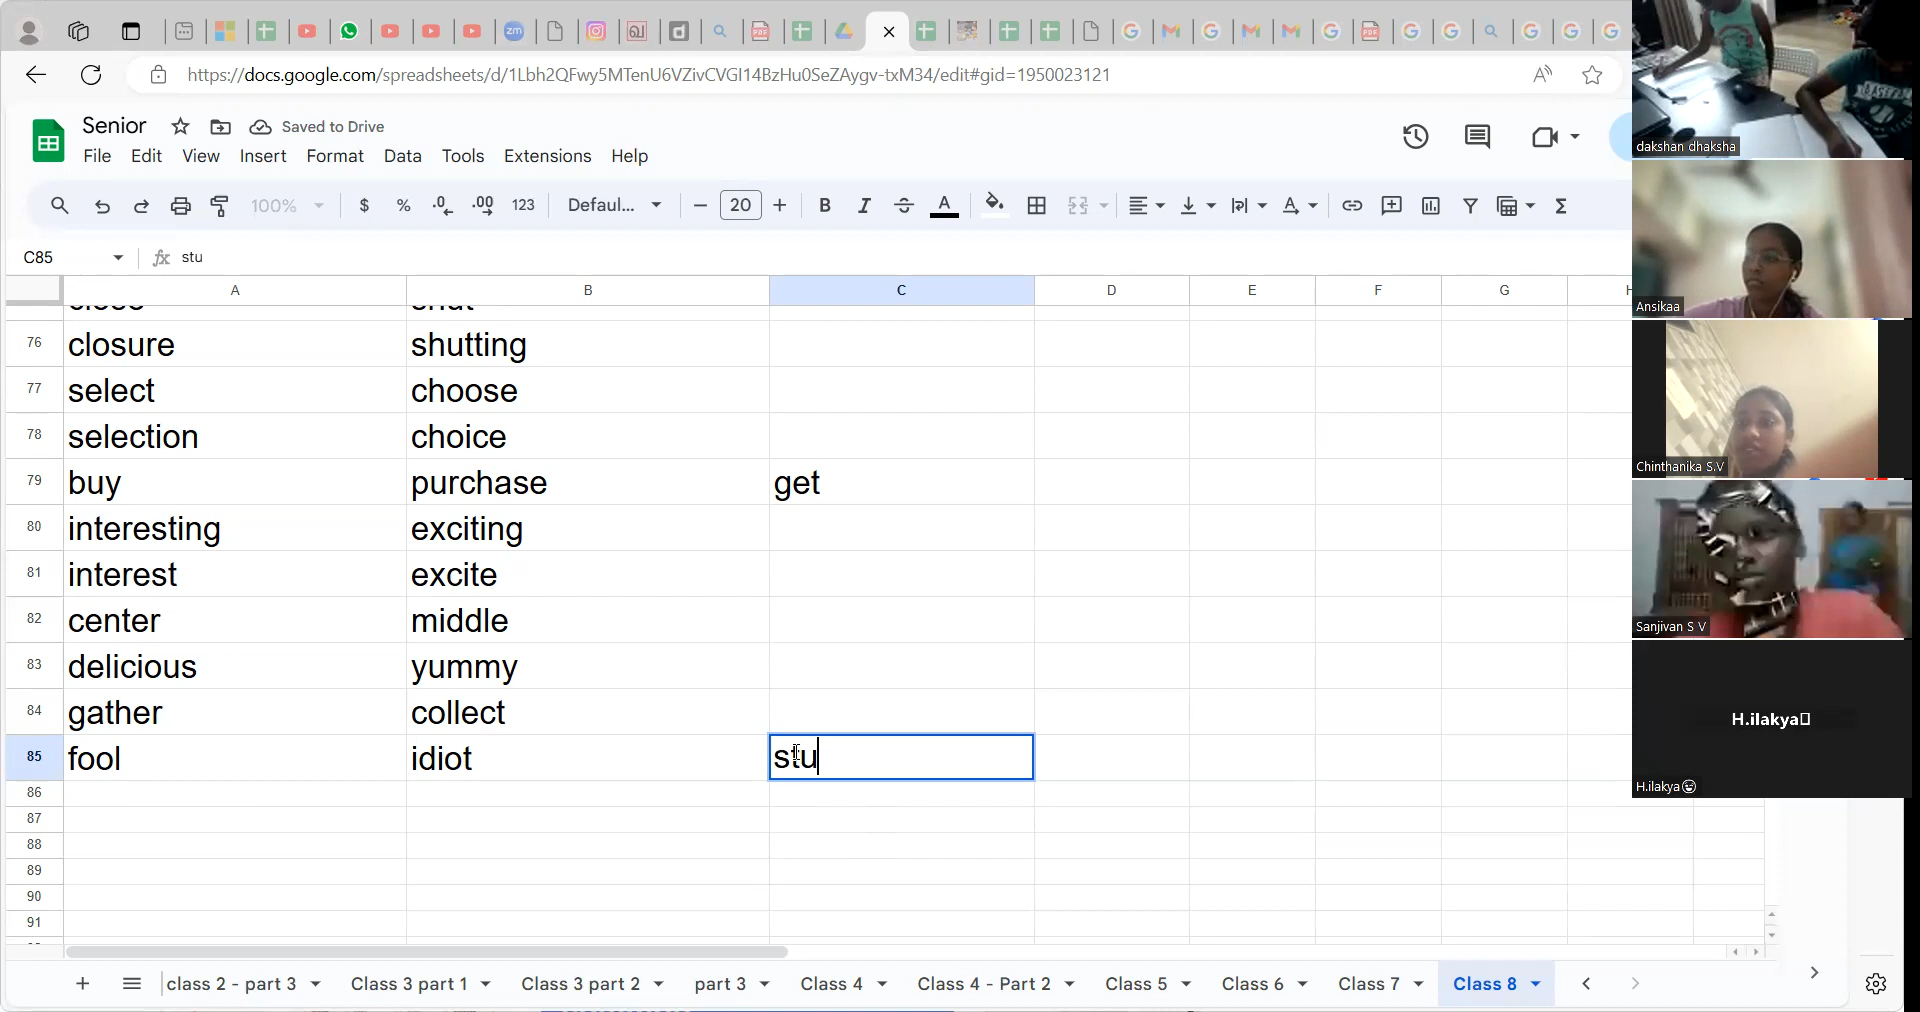 https://docs.google.com/spreadsheets/d/1Lbh2QFwy5MTenU6VZivCVGI14BzHu0SeZAygv-txM34/edit#gid=1950023121
Senior Saved to Drive
File Edit View Insert Format Data Tools Extensions Help
100% $ % .0 .00 123 Defaul... 20 B I A
C85 fx stu
A B C D E F G H
close shut
76 closure shutting
77 select choose
78 selection choice
79 buy purchase get
80 interesting exciting
81 interest excite
82 center middle
83 delicious yummy
84 gather collect
85 fool idiot stu
86
87
88
89
90
91
class 2 - part 3 Class 3 part 1 Class 3 part 2 part 3 Class 4 Class 4 - Part 2 Class 5 Class 6 Class 7 Class 8
dakshan dhaksha
Ansikaa
Chinthanika S.V
Sanjivan S V
H.ilakya
H.ilakya😃